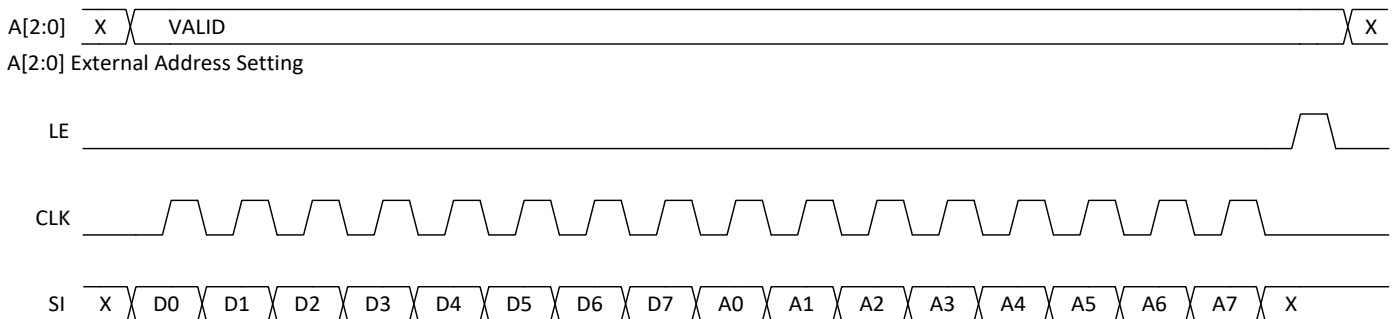 A[2:0] X VALID X
A[2:0] External Address Setting
LE
CLK
SI X D0 D1 D2 D3 D4 D5 D6 D7 A0 A1 A2 A3 A4 A5 A6 A7 X